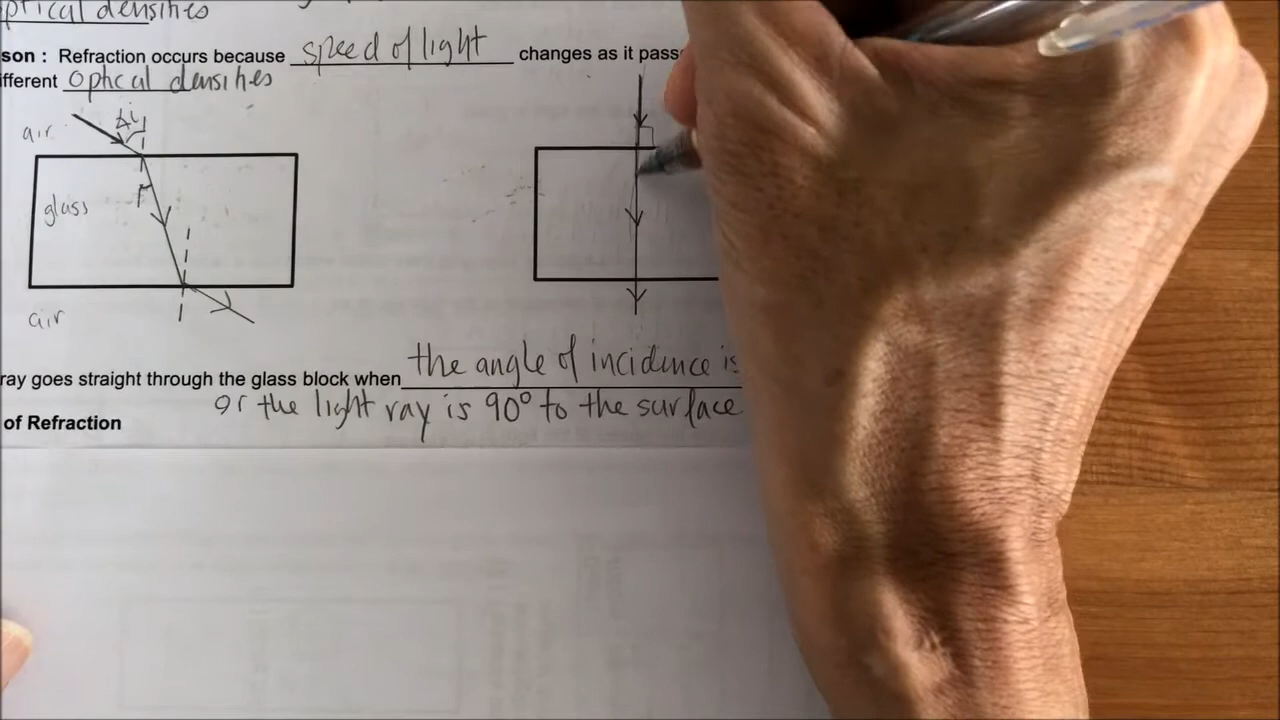 optical densities
son : Refraction occurs because speed of light changes as it pass
ifferent optical densities
∡i
air
r
glass
air
ray goes straight through the glass block when the angle of incidence is
or the light ray is 90° to the surface
of Refraction